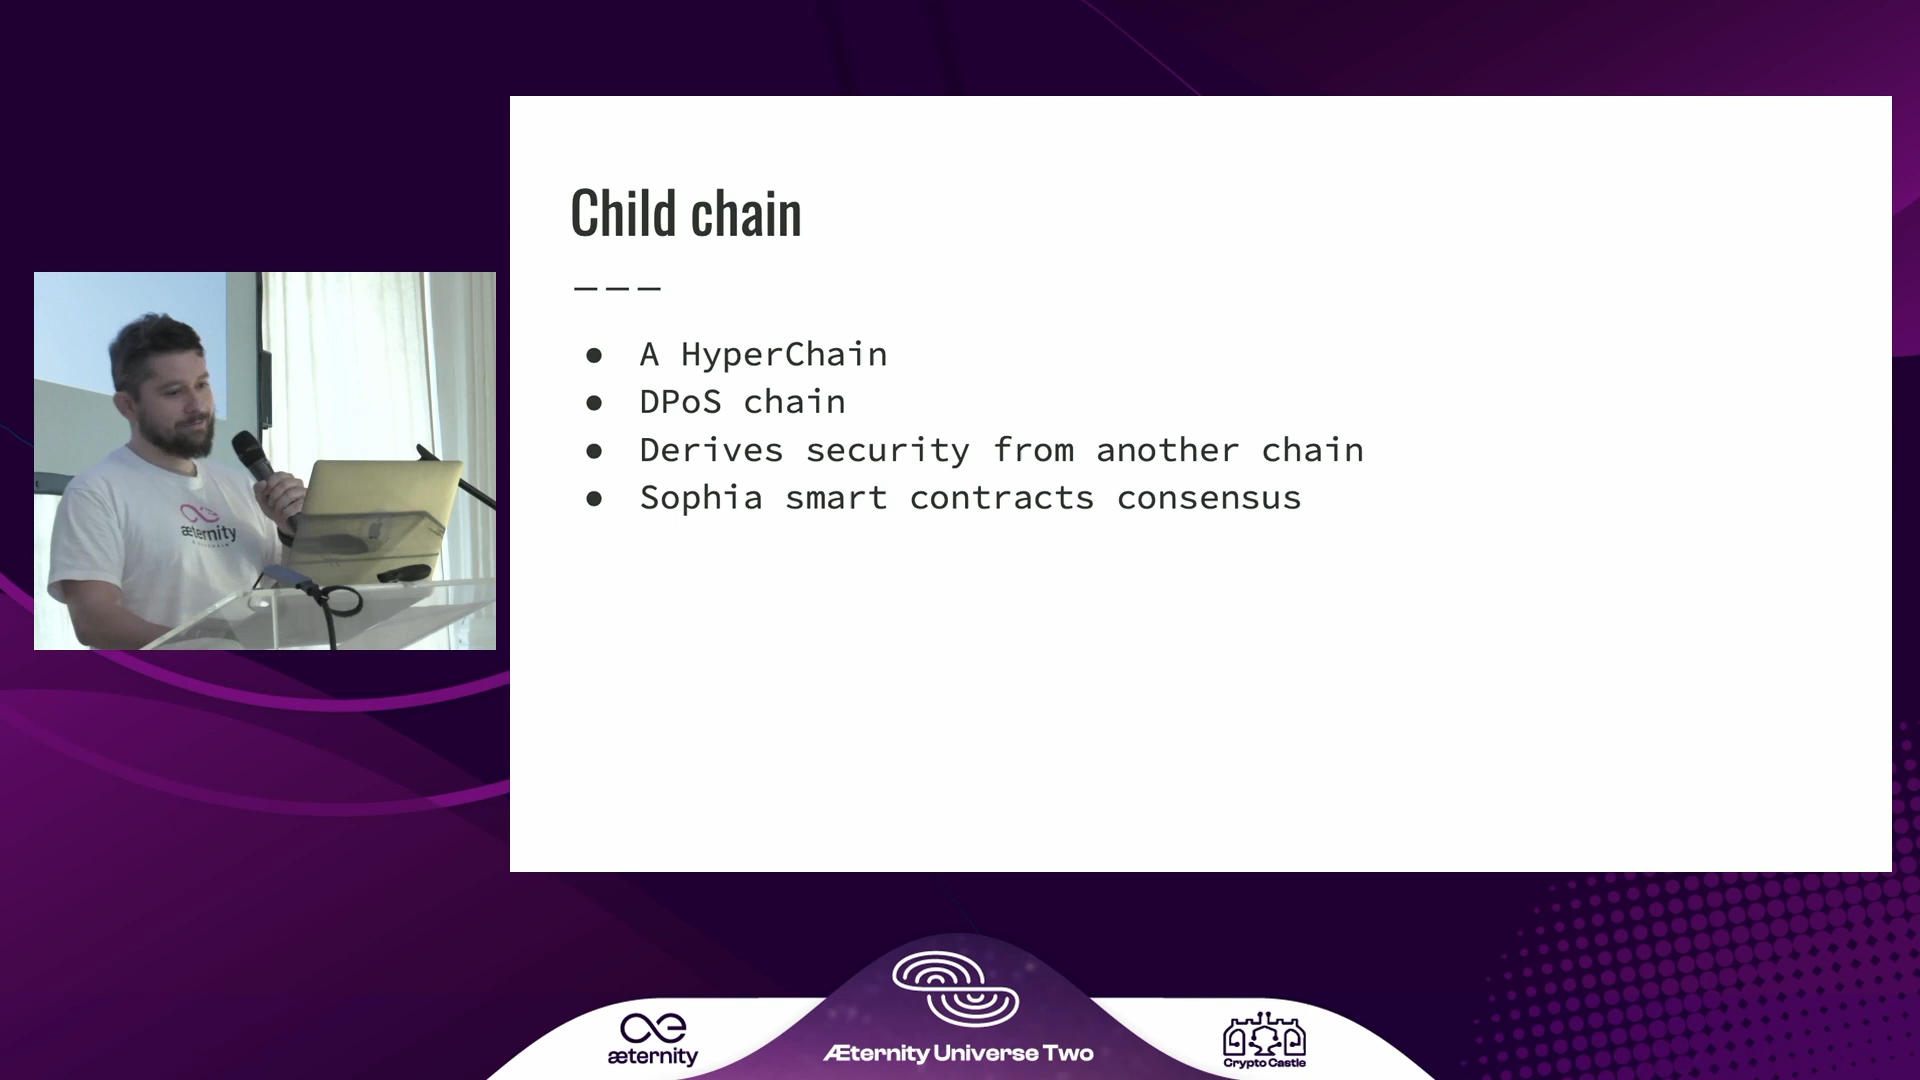 Child chain
———
● A HyperChain
● DPoS chain
● Derives security from another chain
● Sophia smart contracts consensus
æternity
æternity
Æternity Universe Two
Crypto Castle